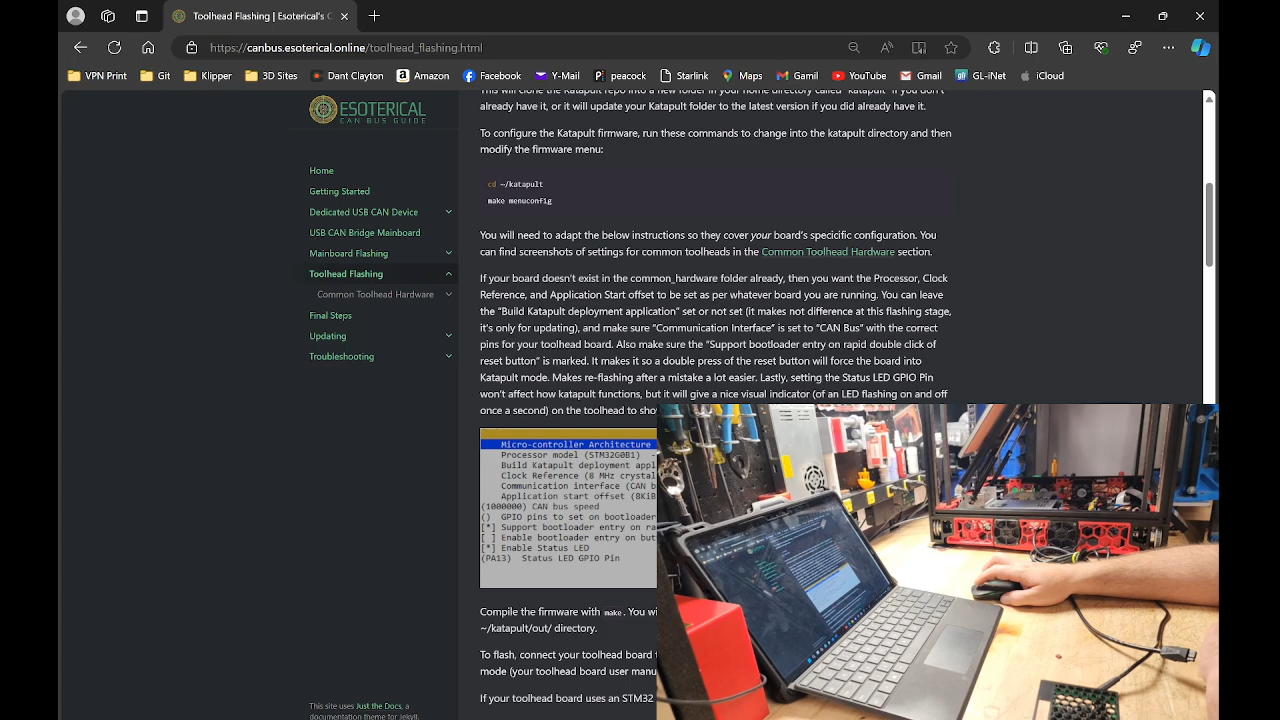 Toolhead Flashing | Esoterical's C
https://canbus.esoterical.online/toolhead_flashing.html
VPN Print
Git
Klipper
3D Sites
Dant Clayton
Amazon
Facebook
Y-Mail
peacock
Starlink
Maps
Gamil
YouTube
Gmail
GL-iNet
iCloud
ESOTERICAL
CAN BUS GUIDE
Home
Getting Started
Dedicated USB CAN Device
USB CAN Bridge Mainboard
Mainboard Flashing
Toolhead Flashing
Common Toolhead Hardware
Final Steps
Updating
Troubleshooting
This site uses Just the Docs, a
documentation theme for Jekyll.
This will clone the Katapult repo into a new folder in your home directory called "katapult" if you don't
already have it, or it will update your Katapult folder to the latest version if you did already have it.
To configure the Katapult firmware, run these commands to change into the katapult directory and then
modify the firmware menu:
cd ~/katapult
make menuconfig
You will need to adapt the below instructions so they cover your board's specicific configuration. You
can find screenshots of settings for common toolheads in the Common Toolhead Hardware section.
If your board doesn't exist in the common_hardware folder already, then you want the Processor, Clock
Reference, and Application Start offset to be set as per whatever board you are running. You can leave
the "Build Katapult deployment application" set or not set (it makes not difference at this flashing stage,
it's only for updating), and make sure "Communication Interface" is set to "CAN Bus" with the correct
pins for your toolhead board. Also make sure the "Support bootloader entry on rapid double click of
reset button" is marked. It makes it so a double press of the reset button will force the board into
Katapult mode. Makes re-flashing after a mistake a lot easier. Lastly, setting the Status LED GPIO Pin
won't affect how katapult functions, but it will give a nice visual indicator (of an LED flashing on and off
once a second) on the toolhead to sho
Micro-controller Architecture
Processor model (STM32G0B1) -
Build Katapult deployment appl
Clock Reference (8 MHz crystal
Communication interface (CAN b
Application start offset (8KiB
(1000000) CAN bus speed
() GPIO pins to set on bootloader
[*] Support bootloader entry on ra
[ ] Enable bootloader entry on but
[*] Enable Status LED
(PA13) Status LED GPIO Pin
Compile the firmware with make. You wi
~/katapult/out/ directory.
To flash, connect your toolhead board t
mode (your toolhead board user manu
If your toolhead board uses an STM32